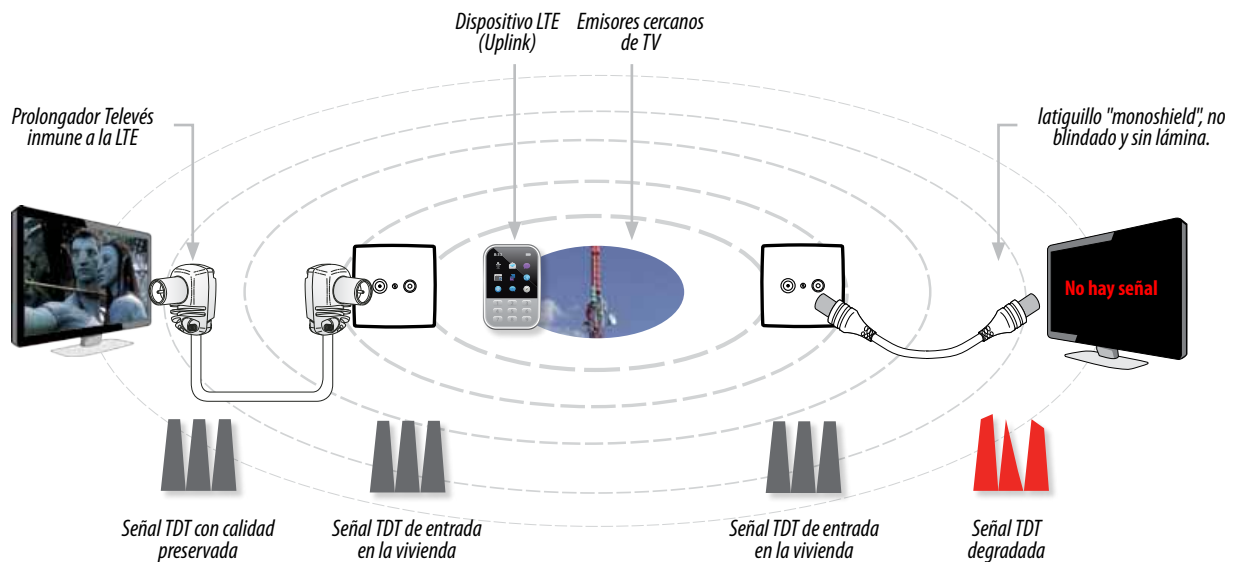 Dispositivo LTE
(Uplink)
Emisores cercanos
de TV
Prolongador Televés
inmune a la LTE
latiguillo "monoshield", no
blindado y sin lámina.
No hay señal
Señal TDT con calidad
preservada
Señal TDT de entrada
en la vivienda
Señal TDT de entrada
en la vivienda
Señal TDT
degradada